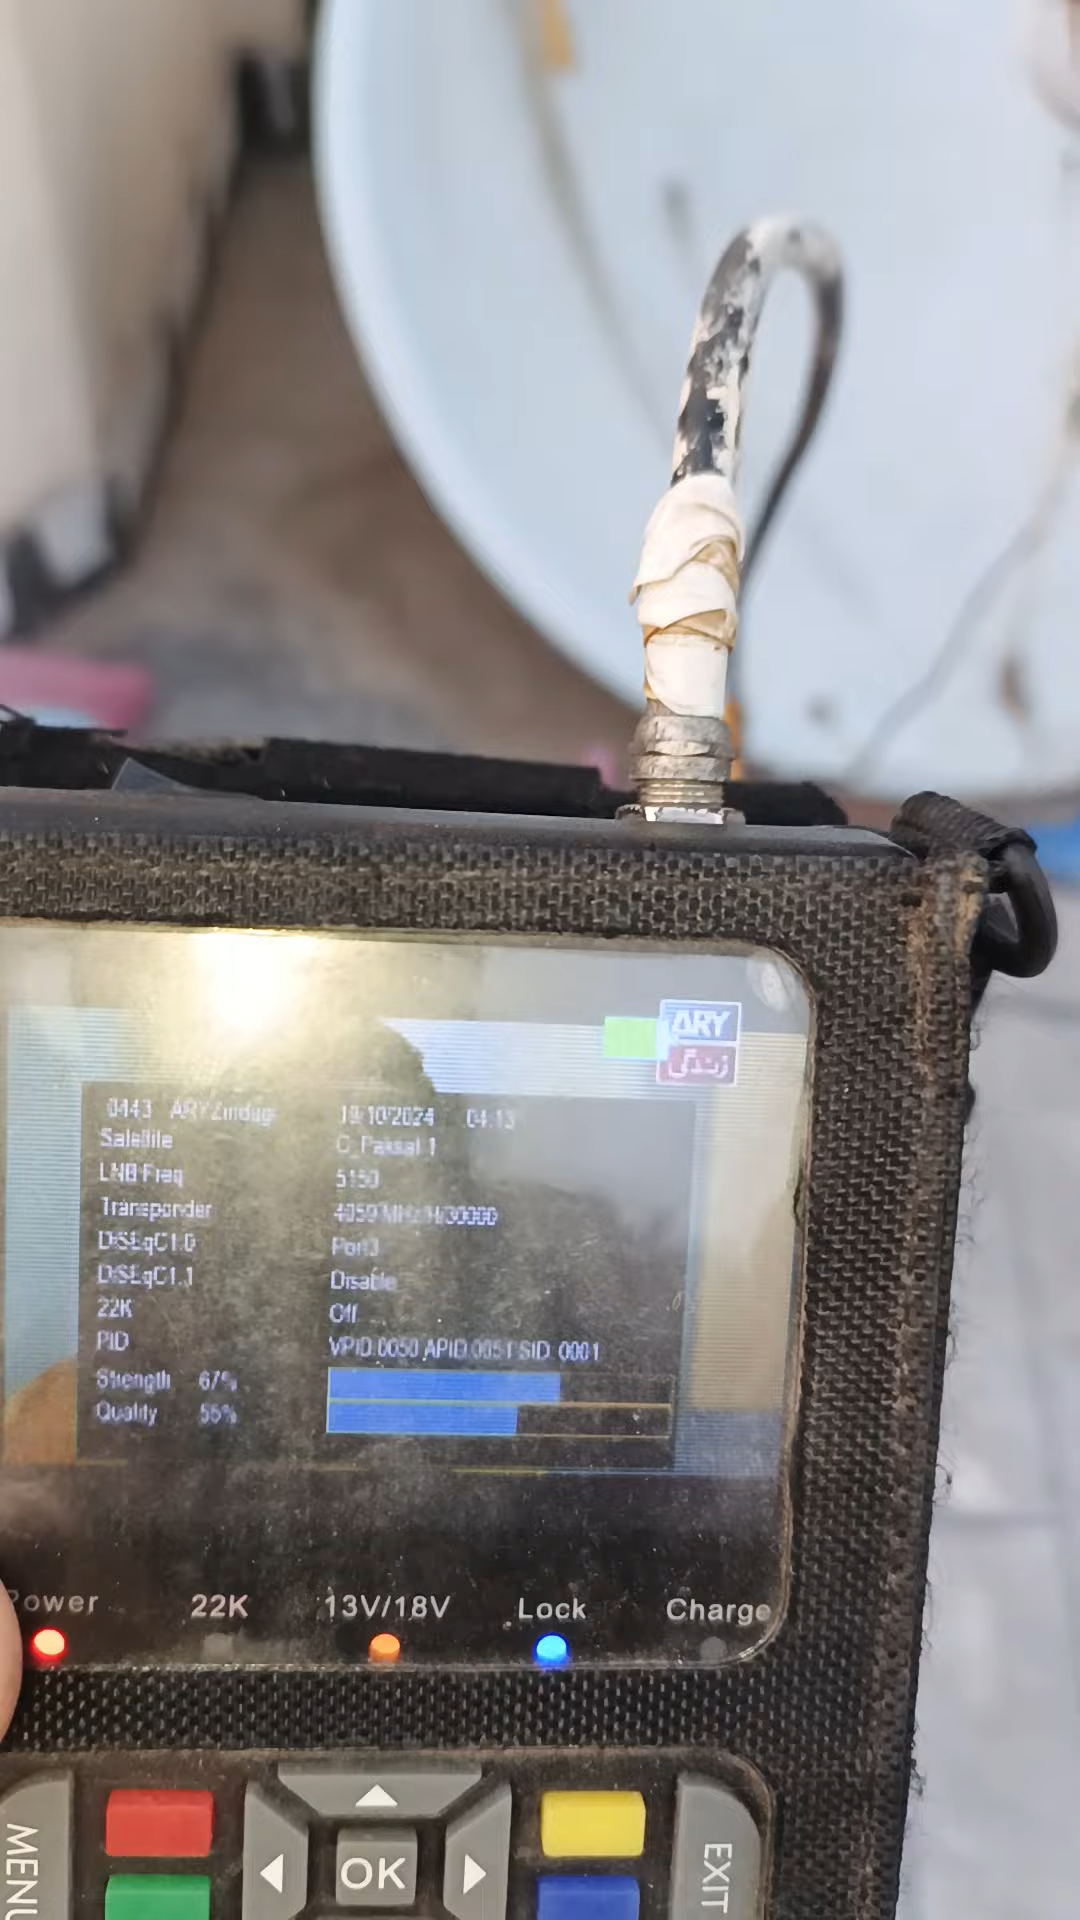 ARY
زندگی
0443 ARYZindagi 19/10/2024 04:13
Satellite C_Paksat 1
LNB Freq 5150
Transponder 4059 MHz/H/30000
DiSEqC1.0 Port3
DiSEqC1.1 Disable
22K Off
PID VPID:0050 APID:0051 SID:0001
Strength 67%
Quality 55%
Power 22K 13V/18V Lock Charge
MENU OK EXIT